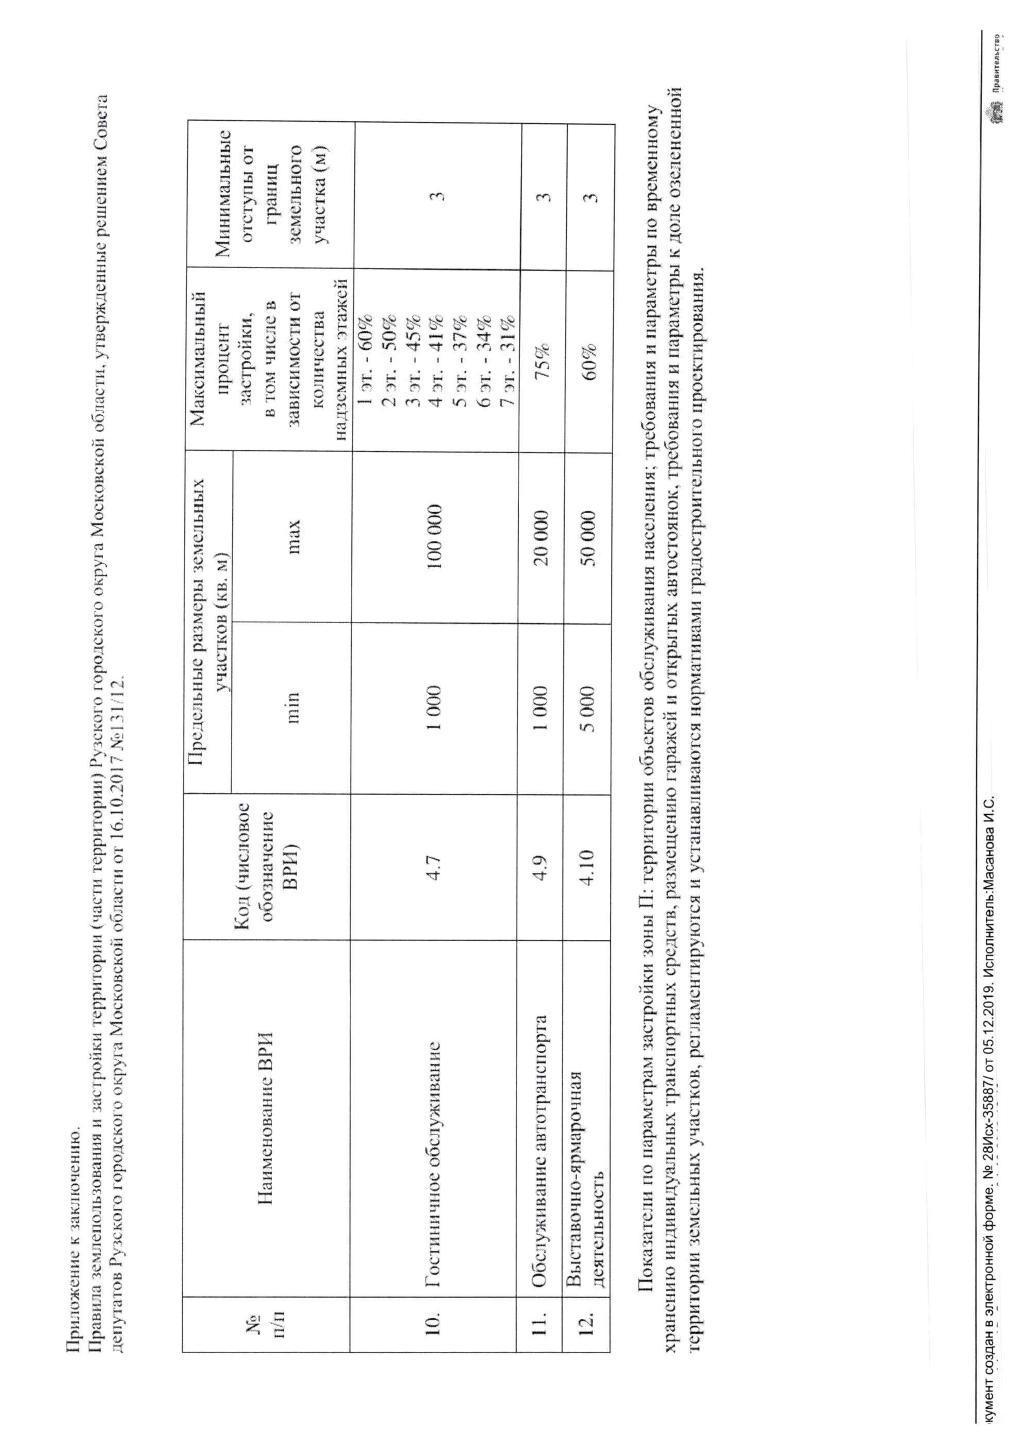 Приложение к заключению.
Правила землепользования и застройки территории (части территории) Рузского городского округа Московской области, утвержденные решением Совета
депутатов Рузского городского округа Московской области от 16.10.2017 №131/12.
№
п/п
Наименование ВРИ
Код (числовое
обозначение
ВРИ)
Предельные размеры земельных
участков (кв. м)
min
max
Максимальный
процент
застройки,
в том числе в
зависимости от
количества
надземных этажей
Минимальные
отступы от
границ
земельного
участка (м)
10.
Гостиничное обслуживание
4.7
1 000
100 000
1 эт. - 60%
2 эт. - 50%
3 эт. - 45%
4 эт. - 41%
5 эт. - 37%
6 эт. - 34%
7 эт. - 31%
3
11.
Обслуживание автотранспорта
4.9
1 000
20 000
75%
3
12.
Выставочно-ярмарочная
деятельность
4.10
5 000
50 000
60%
3
Показатели по параметрам застройки зоны П: территории объектов обслуживания населения; требования и параметры по временному
хранению индивидуальных транспортных средств, размещению гаражей и открытых автостоянок, требования и параметры к доле озелененной
территории земельных участков, регламентируются и устанавливаются нормативами градостроительного проектирования.
кумент создан в электронной форме. № 28Исх-35887/ от 05.12.2019. Исполнитель:Масанова И.С.
Правительство